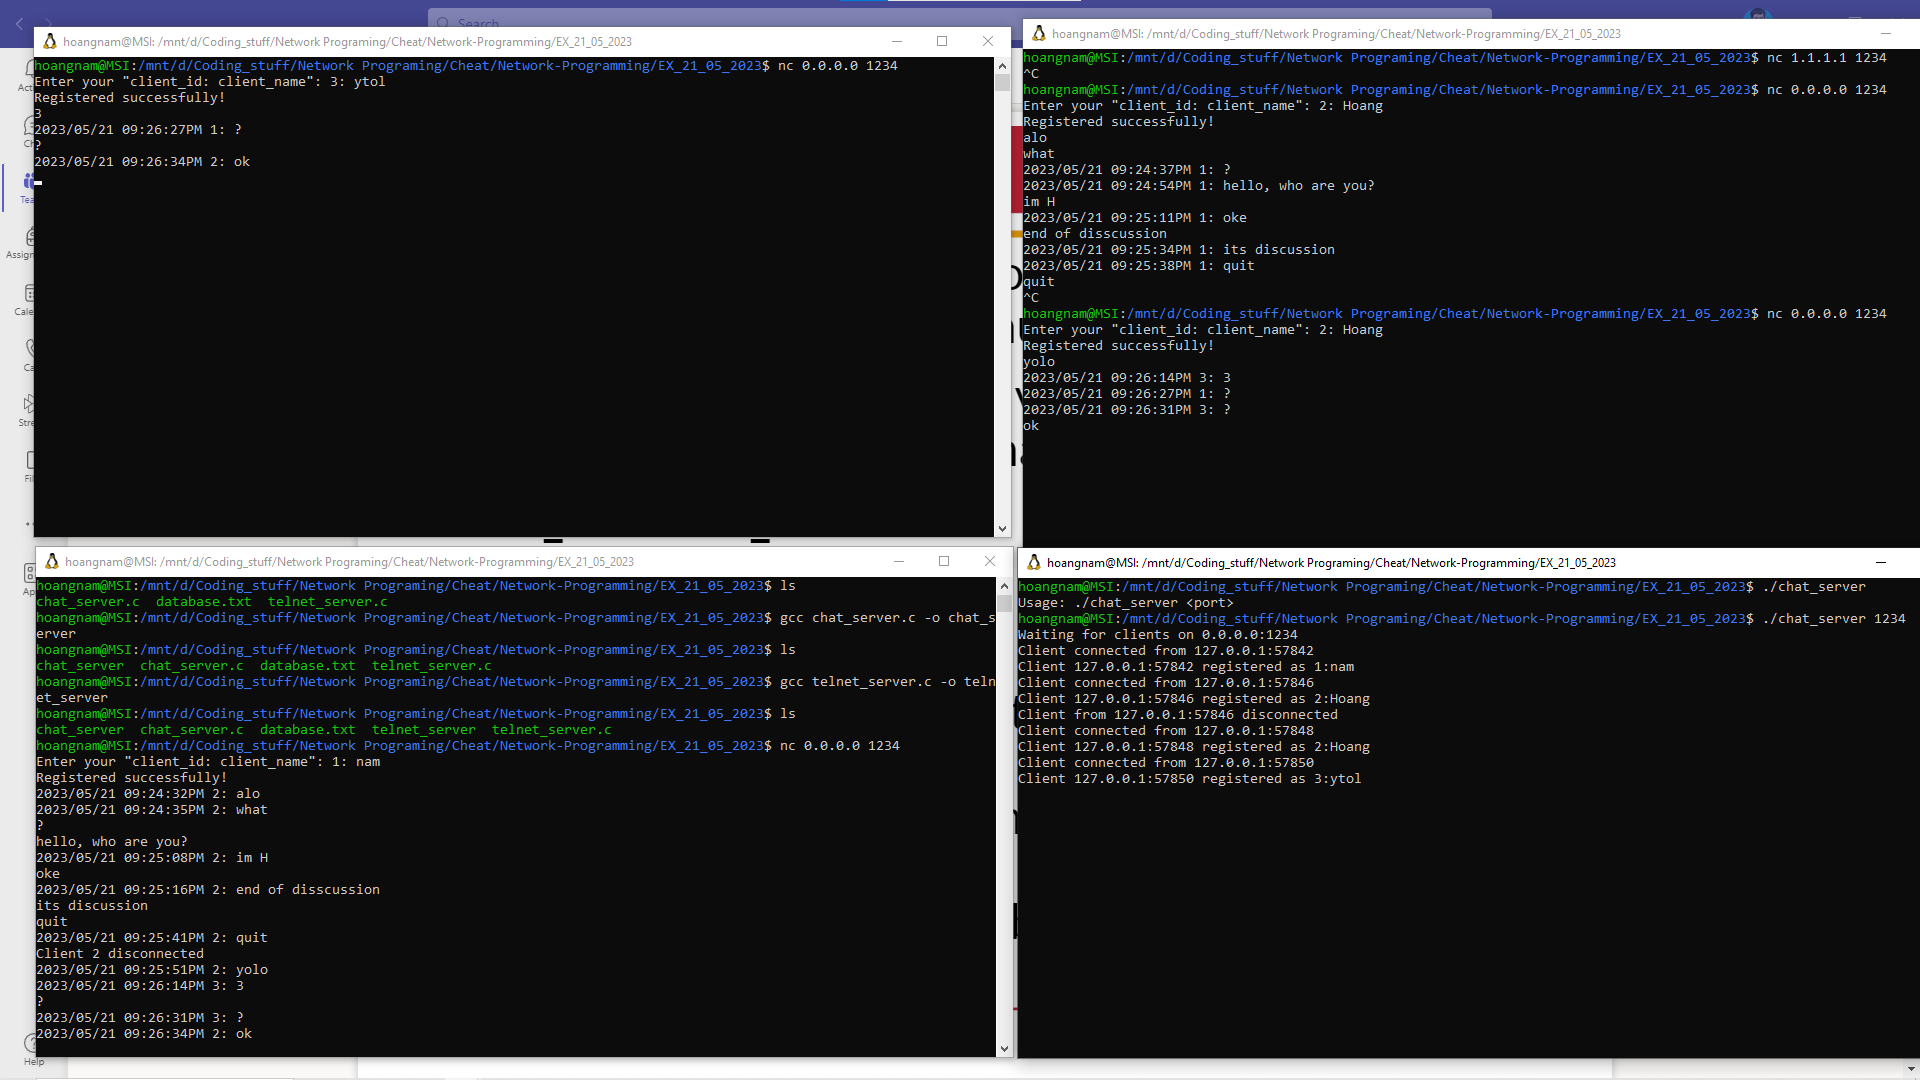 Search
hoangnam@MSI: /mnt/d/Coding_stuff/Network Programing/Cheat/Network-Programming/EX_21_05_2023
hoangnam@MSI:/mnt/d/Coding_stuff/Network Programing/Cheat/Network-Programming/EX_21_05_2023$ nc 0.0.0.0 1234
Enter your "client_id: client_name": 3: ytol
Registered successfully!
3
2023/05/21 09:26:27PM 1: ?
?
2023/05/21 09:26:34PM 2: ok
hoangnam@MSI: /mnt/d/Coding_stuff/Network Programing/Cheat/Network-Programming/EX_21_05_2023
hoangnam@MSI:/mnt/d/Coding_stuff/Network Programing/Cheat/Network-Programming/EX_21_05_2023$ nc 1.1.1.1 1234
^C
hoangnam@MSI:/mnt/d/Coding_stuff/Network Programing/Cheat/Network-Programming/EX_21_05_2023$ nc 0.0.0.0 1234
Enter your "client_id: client_name": 2: Hoang
Registered successfully!
alo
what
2023/05/21 09:24:37PM 1: ?
2023/05/21 09:24:54PM 1: hello, who are you?
im H
2023/05/21 09:25:11PM 1: oke
end of disscussion
2023/05/21 09:25:34PM 1: its discussion
2023/05/21 09:25:38PM 1: quit
quit
^C
hoangnam@MSI:/mnt/d/Coding_stuff/Network Programing/Cheat/Network-Programming/EX_21_05_2023$ nc 0.0.0.0 1234
Enter your "client_id: client_name": 2: Hoang
Registered successfully!
yolo
2023/05/21 09:26:14PM 3: 3
2023/05/21 09:26:27PM 1: ?
2023/05/21 09:26:31PM 3: ?
ok
hoangnam@MSI: /mnt/d/Coding_stuff/Network Programing/Cheat/Network-Programming/EX_21_05_2023
hoangnam@MSI:/mnt/d/Coding_stuff/Network Programing/Cheat/Network-Programming/EX_21_05_2023$ ls
chat_server.c  database.txt  telnet_server.c
hoangnam@MSI:/mnt/d/Coding_stuff/Network Programing/Cheat/Network-Programming/EX_21_05_2023$ gcc chat_server.c -o chat_s
erver
hoangnam@MSI:/mnt/d/Coding_stuff/Network Programing/Cheat/Network-Programming/EX_21_05_2023$ ls
chat_server  chat_server.c  database.txt  telnet_server.c
hoangnam@MSI:/mnt/d/Coding_stuff/Network Programing/Cheat/Network-Programming/EX_21_05_2023$ gcc telnet_server.c -o teln
et_server
hoangnam@MSI:/mnt/d/Coding_stuff/Network Programing/Cheat/Network-Programming/EX_21_05_2023$ ls
chat_server  chat_server.c  database.txt  telnet_server  telnet_server.c
hoangnam@MSI:/mnt/d/Coding_stuff/Network Programing/Cheat/Network-Programming/EX_21_05_2023$ nc 0.0.0.0 1234
Enter your "client_id: client_name": 1: nam
Registered successfully!
2023/05/21 09:24:32PM 2: alo
2023/05/21 09:24:35PM 2: what
?
hello, who are you?
2023/05/21 09:25:08PM 2: im H
oke
2023/05/21 09:25:16PM 2: end of disscussion
its discussion
quit
2023/05/21 09:25:41PM 2: quit
Client 2 disconnected
2023/05/21 09:25:51PM 2: yolo
2023/05/21 09:26:14PM 3: 3
?
2023/05/21 09:26:31PM 3: ?
2023/05/21 09:26:34PM 2: ok
hoangnam@MSI: /mnt/d/Coding_stuff/Network Programing/Cheat/Network-Programming/EX_21_05_2023
hoangnam@MSI:/mnt/d/Coding_stuff/Network Programing/Cheat/Network-Programming/EX_21_05_2023$ ./chat_server
Usage: ./chat_server <port>
hoangnam@MSI:/mnt/d/Coding_stuff/Network Programing/Cheat/Network-Programming/EX_21_05_2023$ ./chat_server 1234
Waiting for clients on 0.0.0.0:1234
Client connected from 127.0.0.1:57842
Client 127.0.0.1:57842 registered as 1:nam
Client connected from 127.0.0.1:57846
Client 127.0.0.1:57846 registered as 2:Hoang
Client from 127.0.0.1:57846 disconnected
Client connected from 127.0.0.1:57848
Client 127.0.0.1:57848 registered as 2:Hoang
Client connected from 127.0.0.1:57850
Client 127.0.0.1:57850 registered as 3:ytol
Help